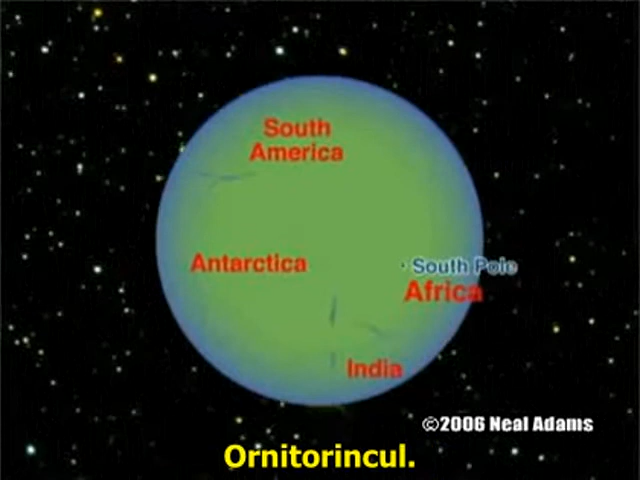 South
America
Antarctica
South Pole
Africa
India
©2006 Neal Adams
Ornitorincul.